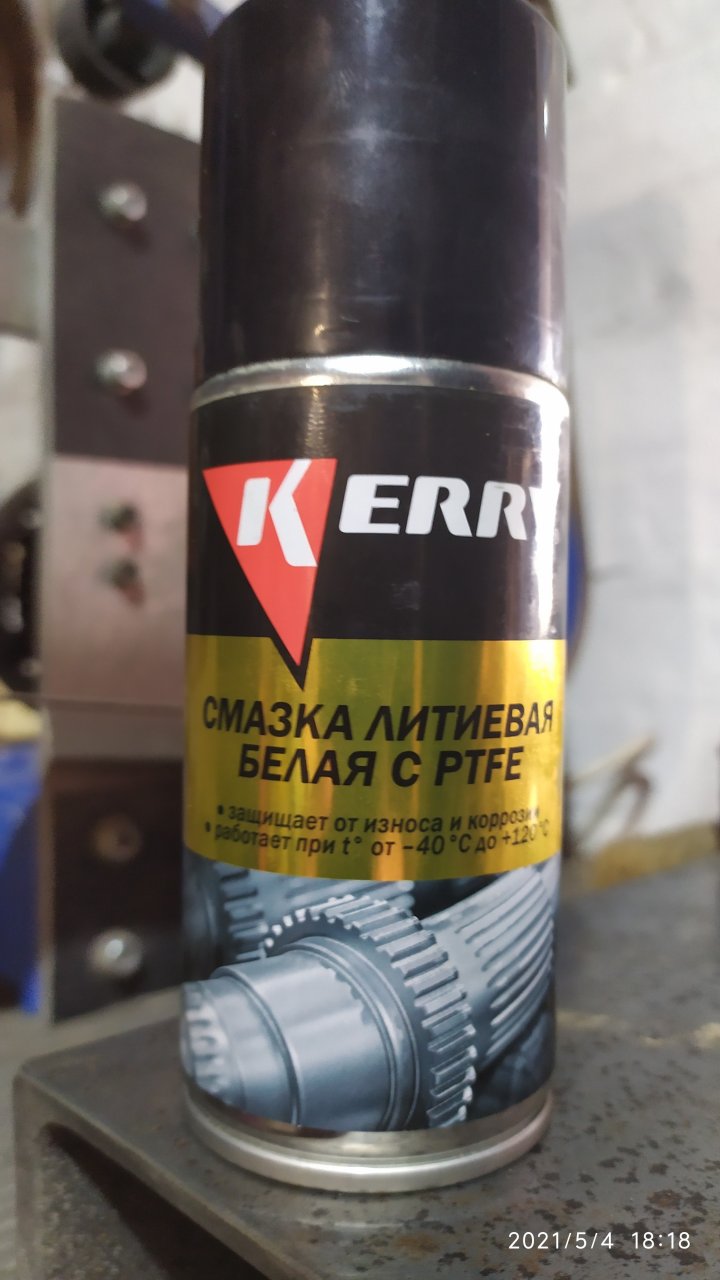 KERRY
СМАЗКА ЛИТИЕВАЯ
БЕЛАЯ С PTFE
• защищает от износа и коррозии
• работает при t° от -40 °C до +120 °C
2021/5/4 18:18